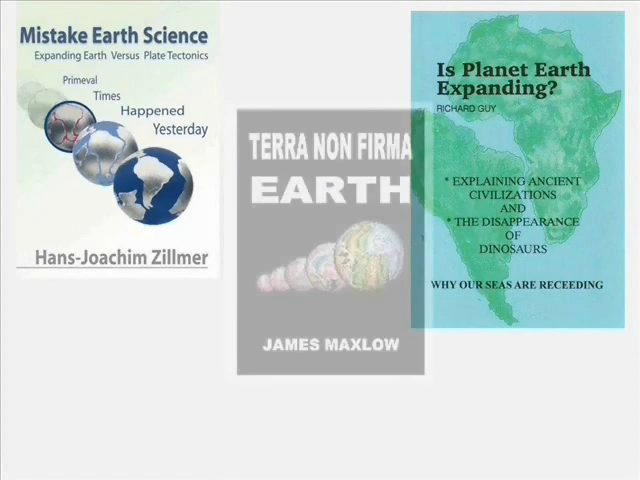 Mistake Earth Science
Expanding Earth Versus Plate Tectonics
Primeval
Times
Happened
Yesterday
Hans-Joachim Zillmer
TERRA NON FIRMA
EARTH
JAMES MAXLOW
Is Planet Earth
Expanding?
RICHARD GUY
* EXPLAINING ANCIENT
CIVILIZATIONS
AND
* THE DISAPPEARANCE
OF
DINOSAURS
WHY OUR SEAS ARE RECEEDING